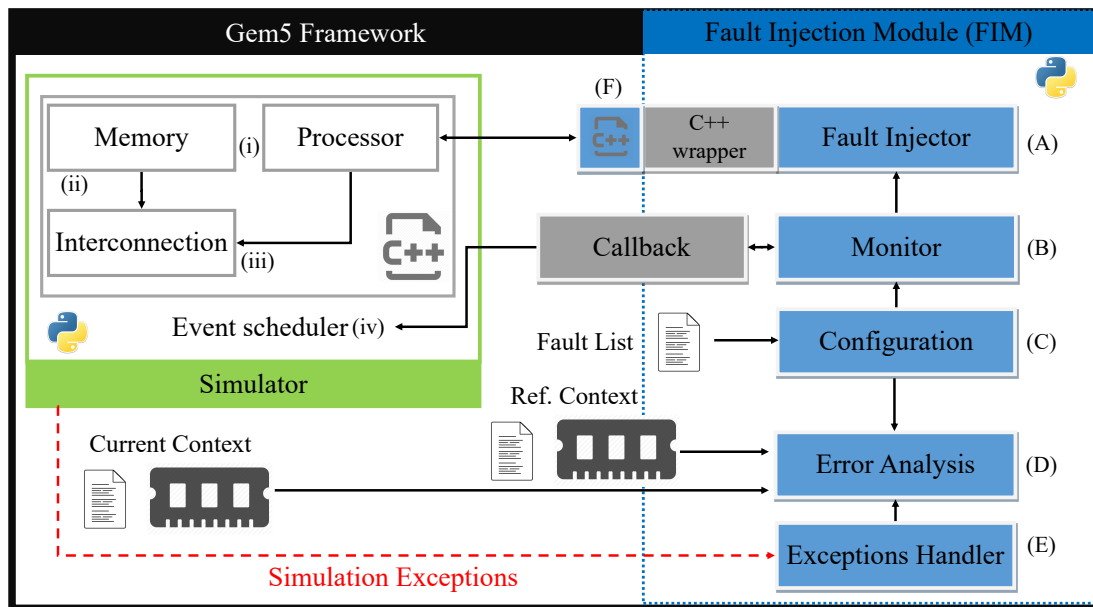 Gem5 Framework
Fault Injection Module (FIM)
(F)
Memory
(i)
Processor
C++
C++
wrapper
Fault Injector
(A)
(ii)
Interconnection
(iii)
C++
Callback
Monitor
(B)
Event scheduler (iv)
Fault List
Configuration
(C)
Simulator
Ref. Context
Current Context
Error Analysis
(D)
Exceptions Handler
(E)
Simulation Exceptions